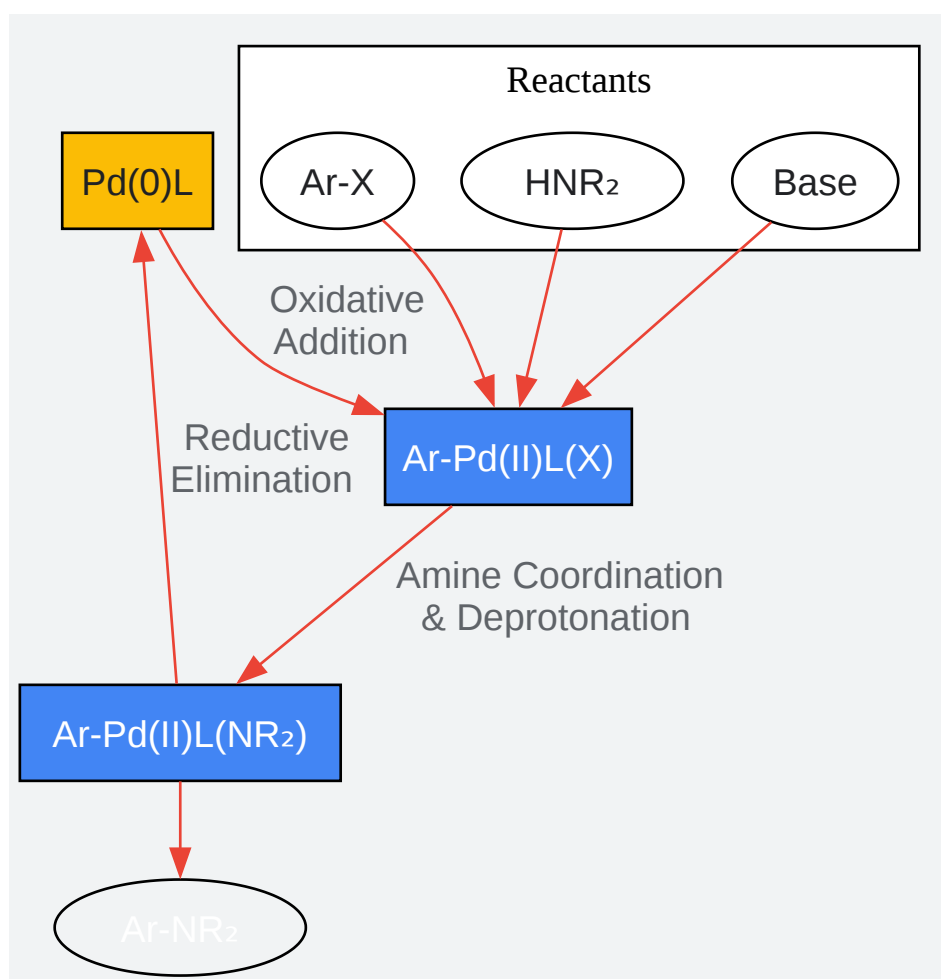 Reactants
Pd(0)L
Ar-X
HNR₂
Base
Oxidative
Addition
Reductive
Elimination
Ar-Pd(II)L(X)
Amine Coordination
& Deprotonation
Ar-Pd(II)L(NR₂)
Ar-NR₂